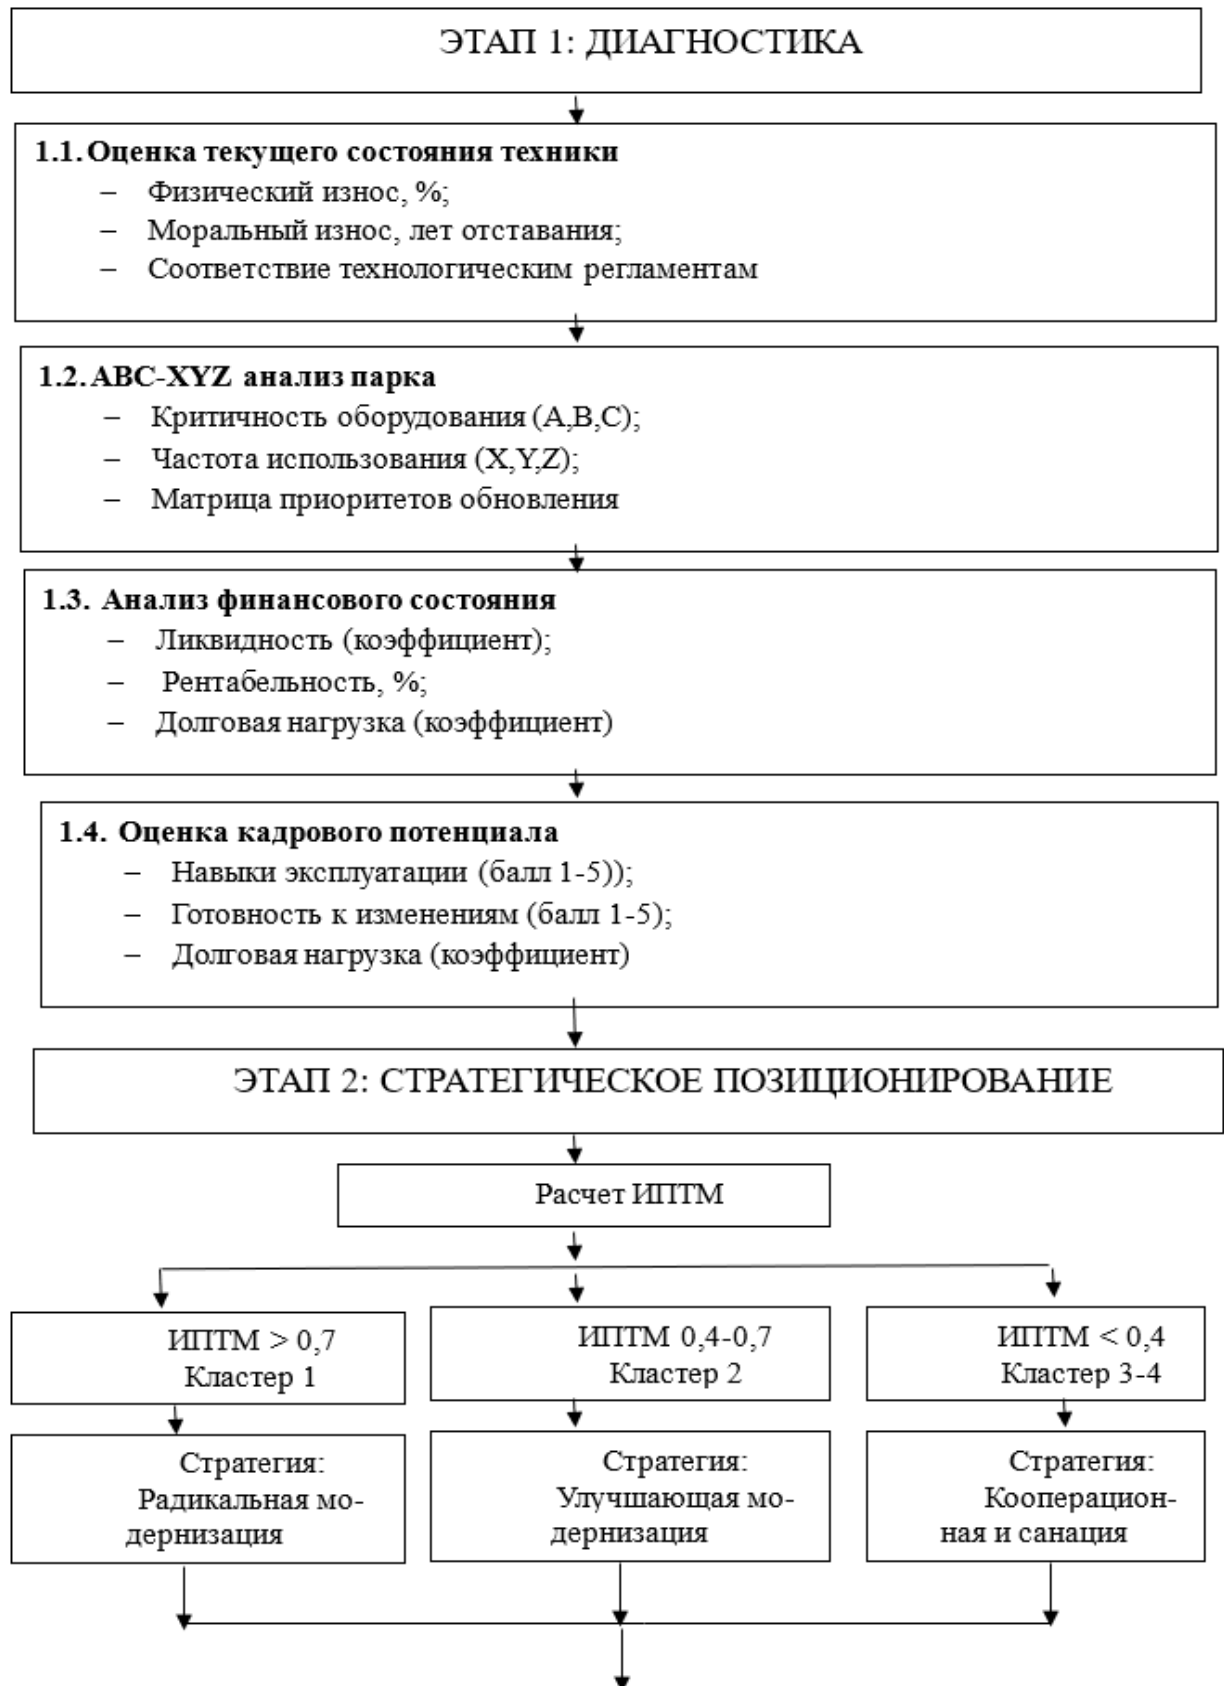 ЭТАП 1: ДИАГНОСТИКА
1.1. Оценка текущего состояния техники
– Физический износ, %;
– Моральный износ, лет отставания;
– Соответствие технологическим регламентам
1.2. ABC-XYZ анализ парка
– Критичность оборудования (А,В,С);
– Частота использования (X,Y,Z);
– Матрица приоритетов обновления
1.3. Анализ финансового состояния
– Ликвидность (коэффициент);
– Рентабельность, %;
– Долговая нагрузка (коэффициент)
1.4. Оценка кадрового потенциала
– Навыки эксплуатации (балл 1-5));
– Готовность к изменениям (балл 1-5);
– Долговая нагрузка (коэффициент)
ЭТАП 2: СТРАТЕГИЧЕСКОЕ ПОЗИЦИОНИРОВАНИЕ
Расчет ИПТМ
ИПТМ > 0,7
Кластер 1
ИПТМ 0,4-0,7
Кластер 2
ИПТМ < 0,4
Кластер 3-4
Стратегия:
Радикальная мо-
дернизация
Стратегия:
Улучшающая мо-
дернизация
Стратегия:
Кооперацион-
ная и санация